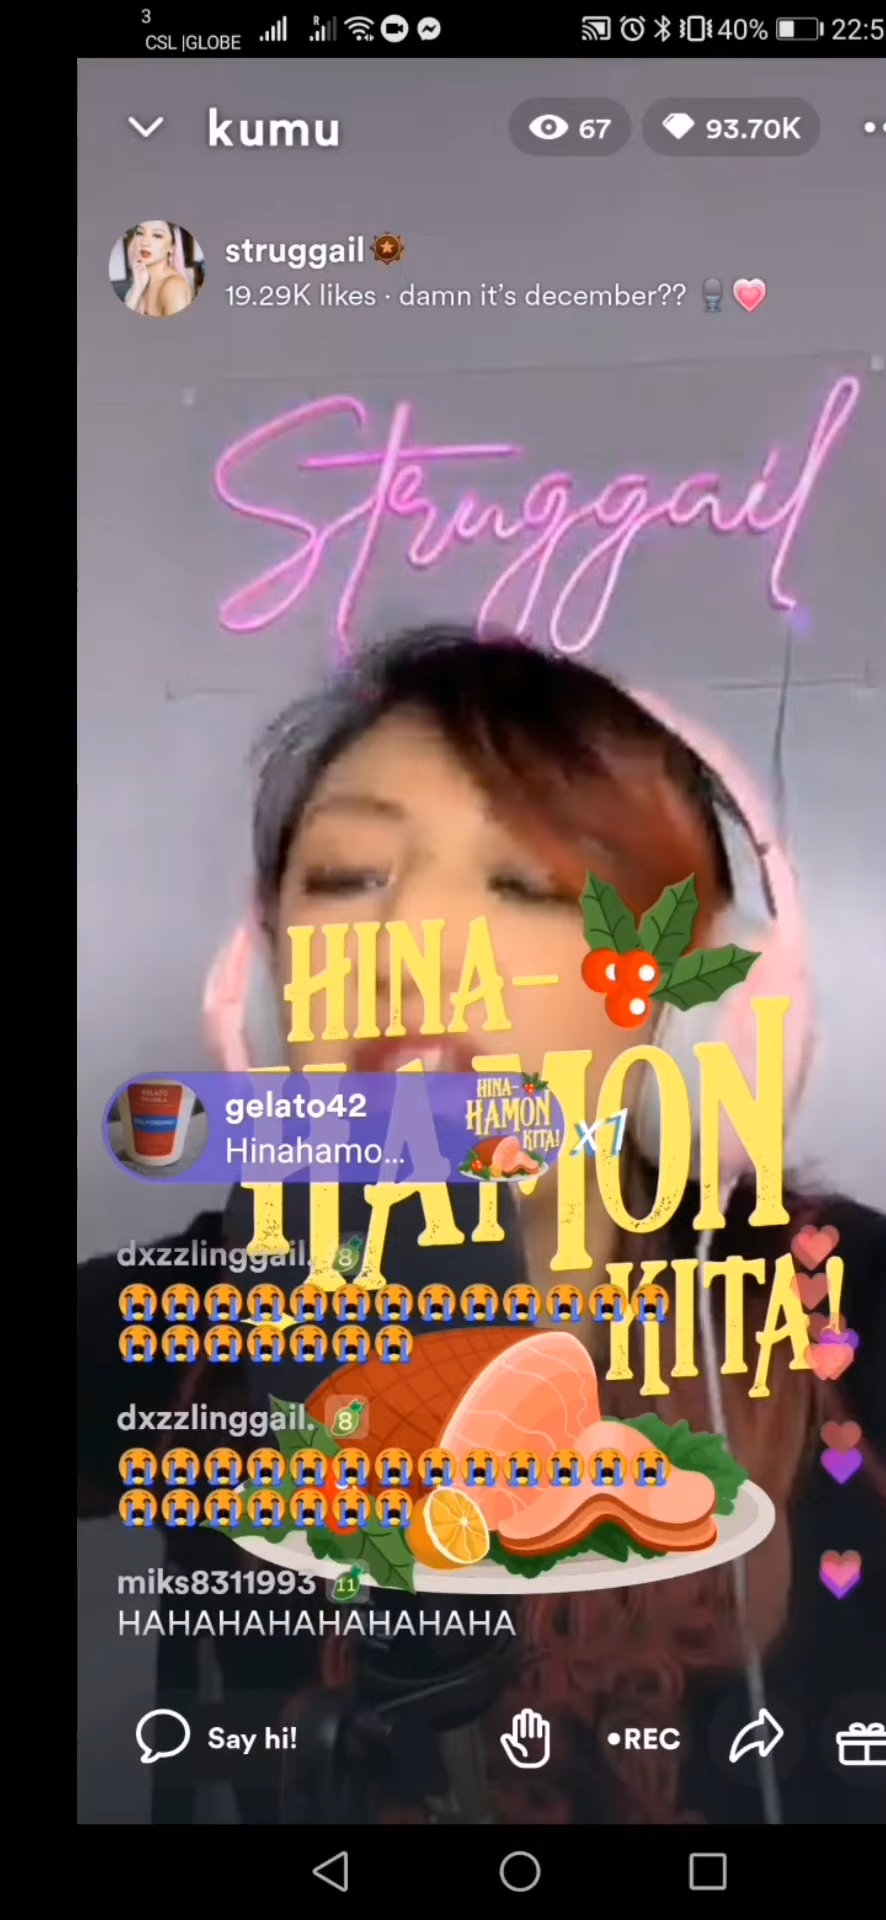 3
CSL |GLOBE
R
40%
22:5
kumu
67
93.70K
struggail
19.29K likes · damn it's december??
Struggail
HINA-
HAMON
KITA!
gelato42
Hinahamo...
HINA-
HAMON
KITA!
x1
dxzzlinggail. 8
😭😭😭😭😭😭😭😭😭😭😭😭😭
😭😭😭😭😭😭😭
dxzzlinggail. 8
😭😭😭😭😭😭😭😭😭😭😭😭😭
😭😭😭😭😭😭😭
miks8311993 11
HAHAHAHAHAHAHAHA
Say hi!
•REC